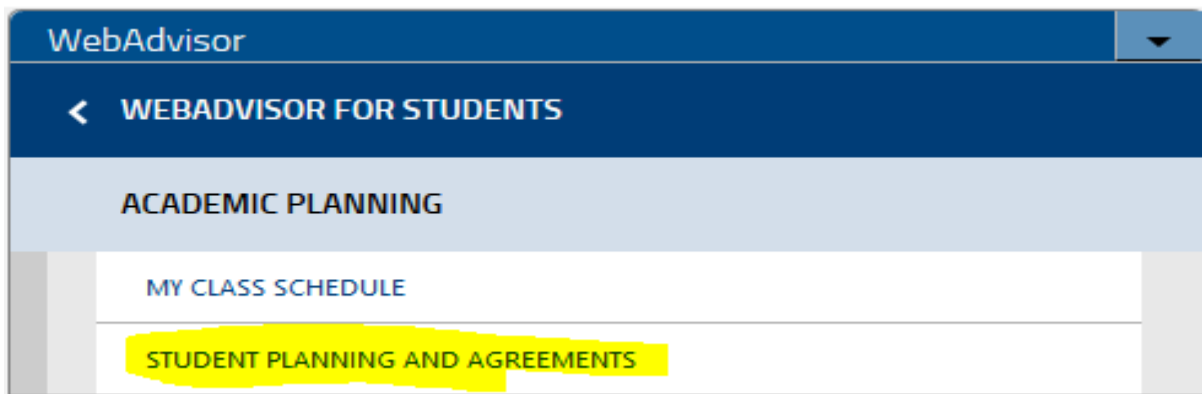 WebAdvisor
WEBADVISOR FOR STUDENTS
ACADEMIC PLANNING
MY CLASS SCHEDULE
STUDENT PLANNING AND AGREEMENTS